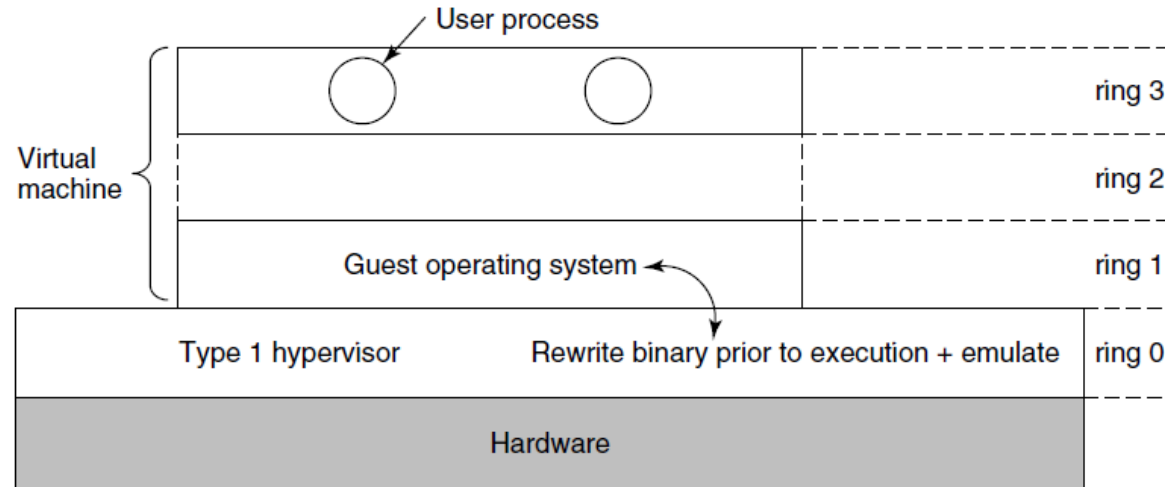 User process
ring 3
Virtual
machine
ring 2
Guest operating system
ring 1
Type 1 hypervisor
Rewrite binary prior to execution + emulate
ring 0
Hardware